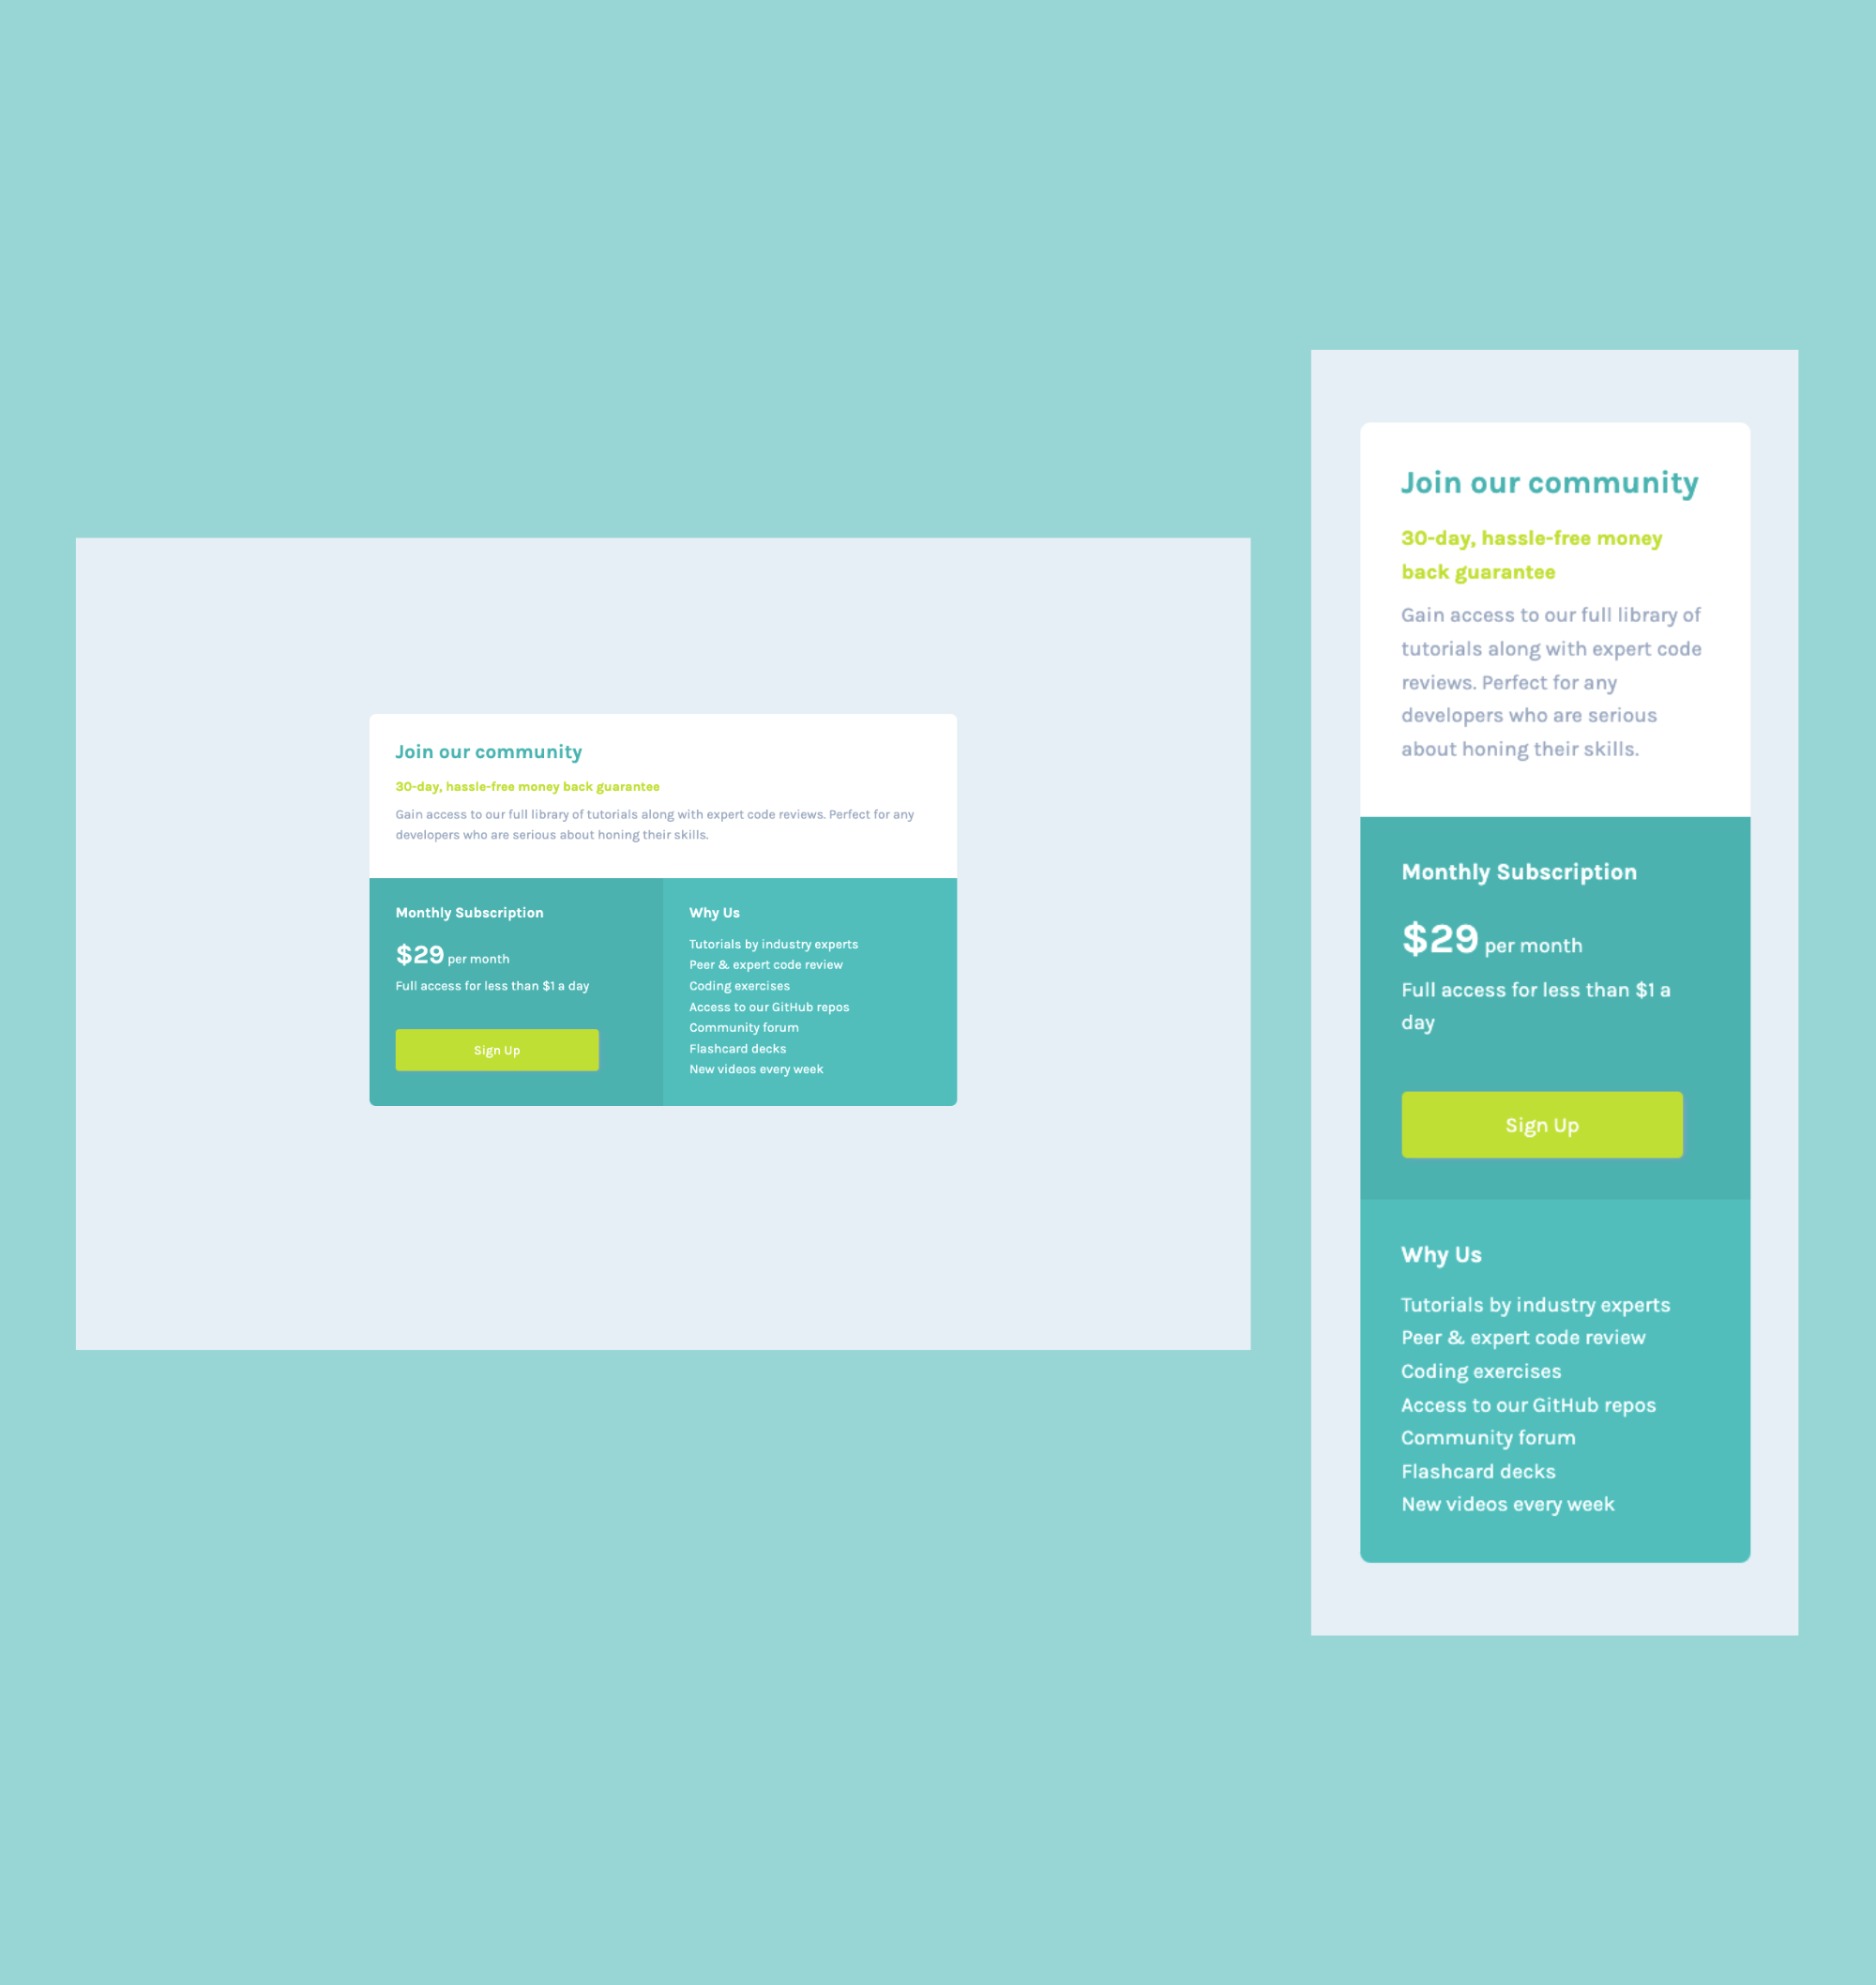 Join our community
30-day, hassle-free money back guarantee
Gain access to our full library of tutorials along with expert code reviews. Perfect for any
developers who are serious about honing their skills.
Monthly Subscription
$29 per month
Full access for less than $1 a day
Sign Up
Why Us
Tutorials by industry experts
Peer & expert code review
Coding exercises
Access to our GitHub repos
Community forum
Flashcard decks
New videos every week
Join our community
30-day, hassle-free money
back guarantee
Gain access to our full library of
tutorials along with expert code
reviews. Perfect for any
developers who are serious
about honing their skills.
Monthly Subscription
$29 per month
Full access for less than $1 a
day
Sign Up
Why Us
Tutorials by industry experts
Peer & expert code review
Coding exercises
Access to our GitHub repos
Community forum
Flashcard decks
New videos every week